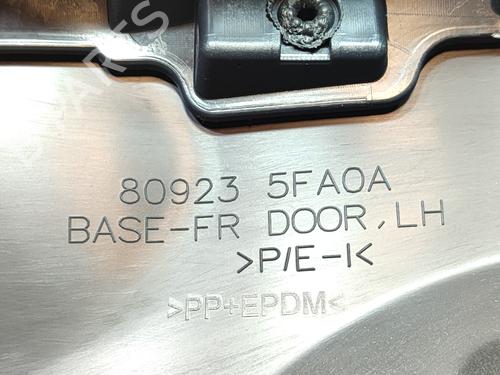 80923 5FA0A
BASE-FR DOOR, LH
>P/E-I<
>PP+EPDM<